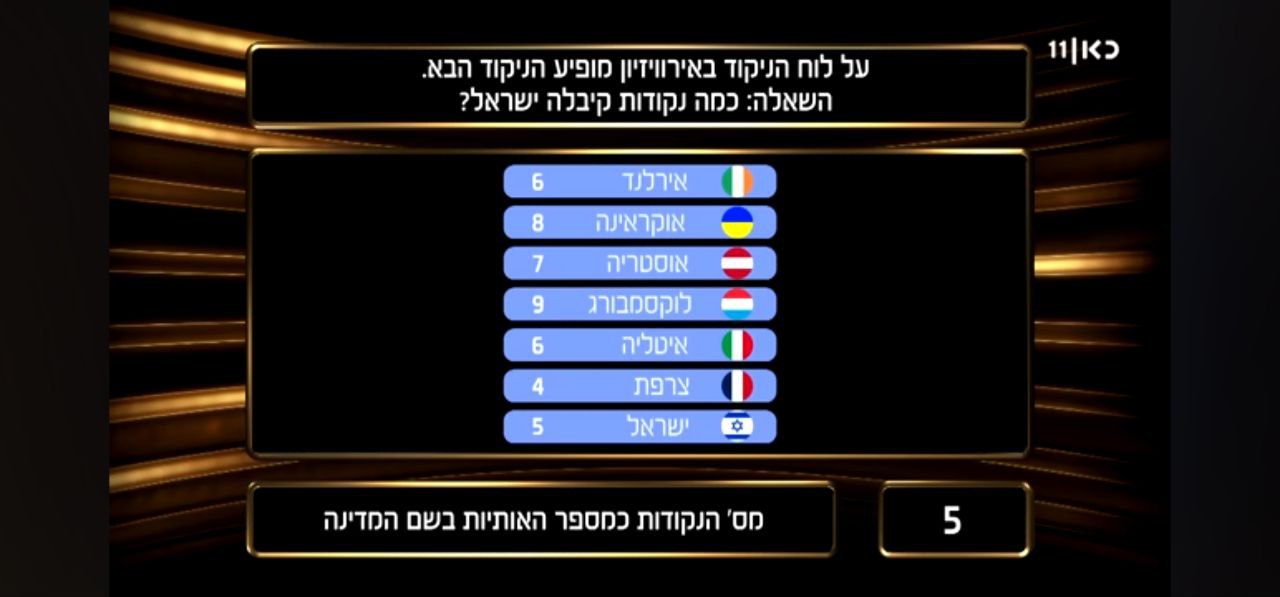 כאן|11
על לוח הניקוד באירוויזיון מופיע הניקוד הבא.
השאלה: כמה נקודות קיבלה ישראל?
אירלנד 6
אוקראינה 8
אוסטריה 7
לוקסמבורג 9
איטליה 6
צרפת 4
ישראל 5
5
מס' הנקודות כמספר האותיות בשם המדינה